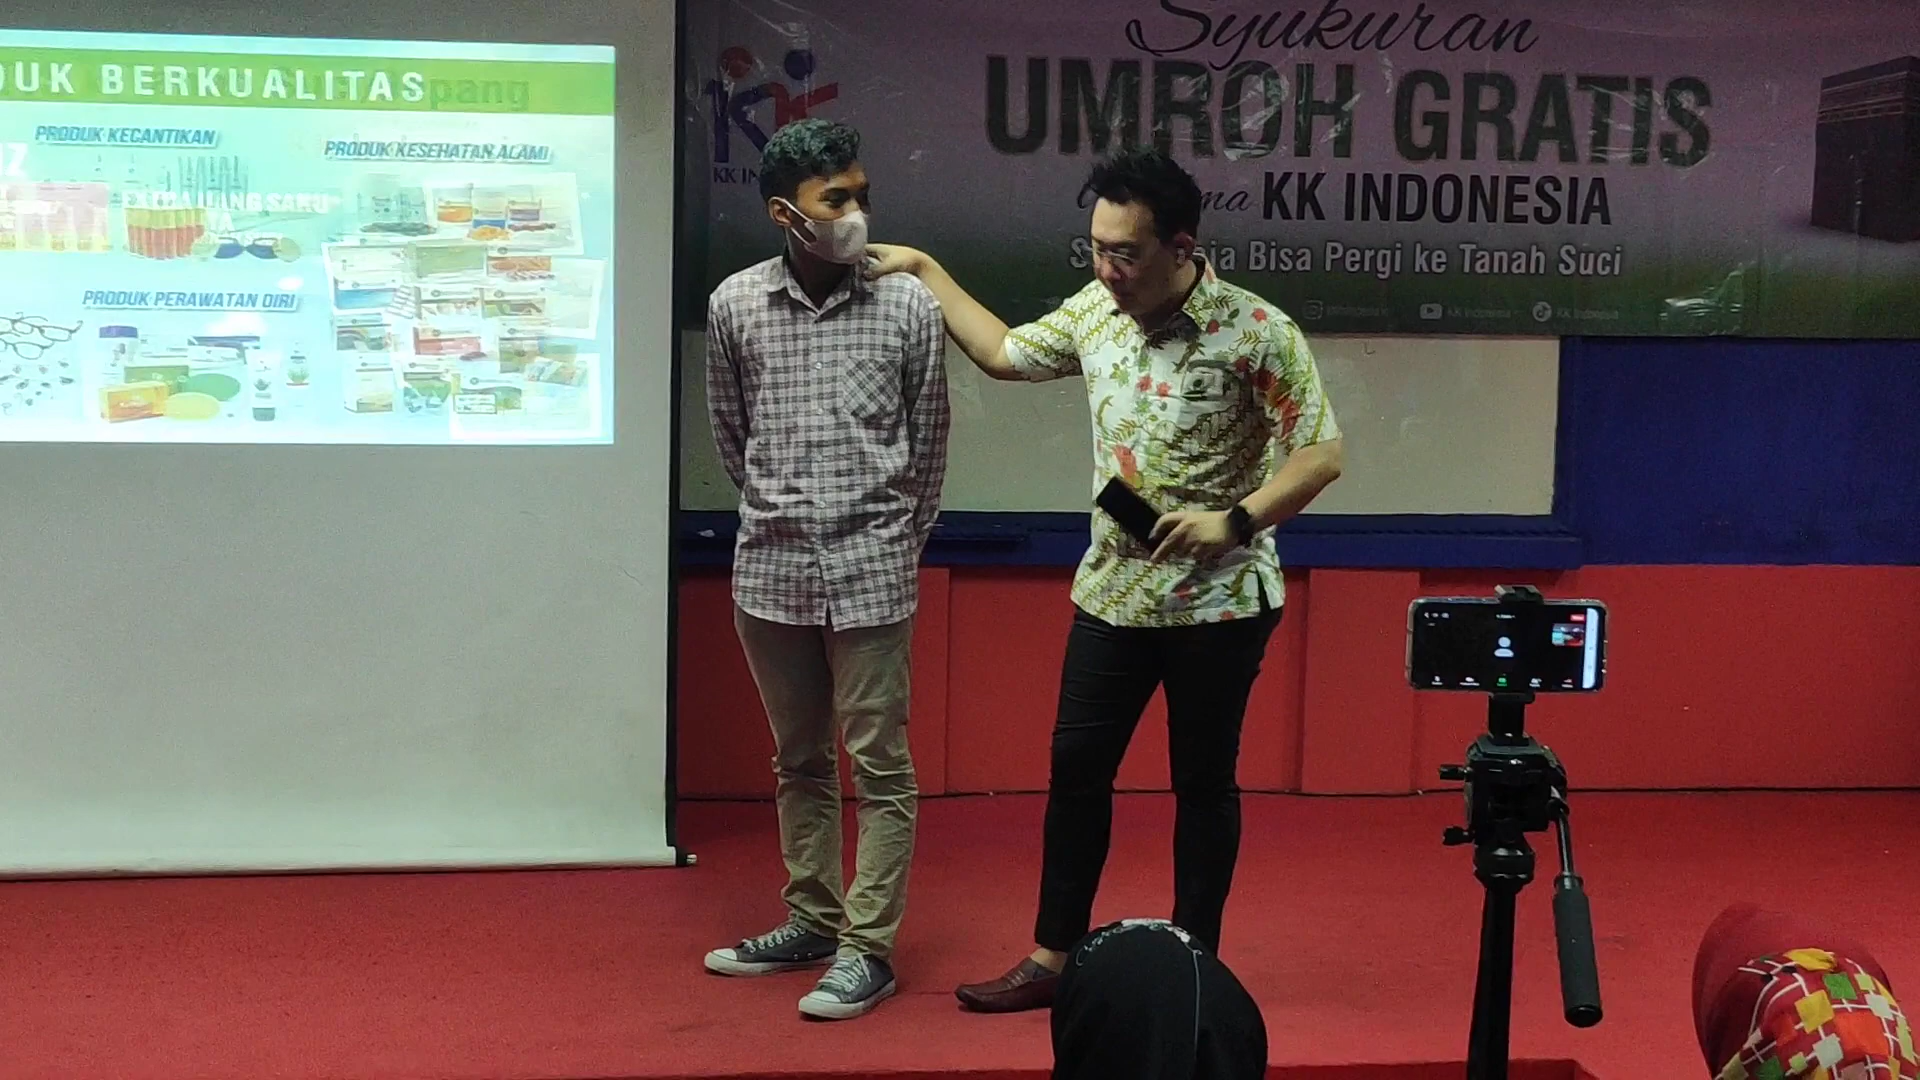 UK BERKUALITAS
pang
PRODUK KECANTIKAN
PRODUK KESEHATAN ALAMI
PRODUK PERAWATAN DIRI
Syukuran
UMROH GRATIS
KK INDONESIA
Bisa Pergi ke Tanah Suci
KK Indonesia
KK Indonesia